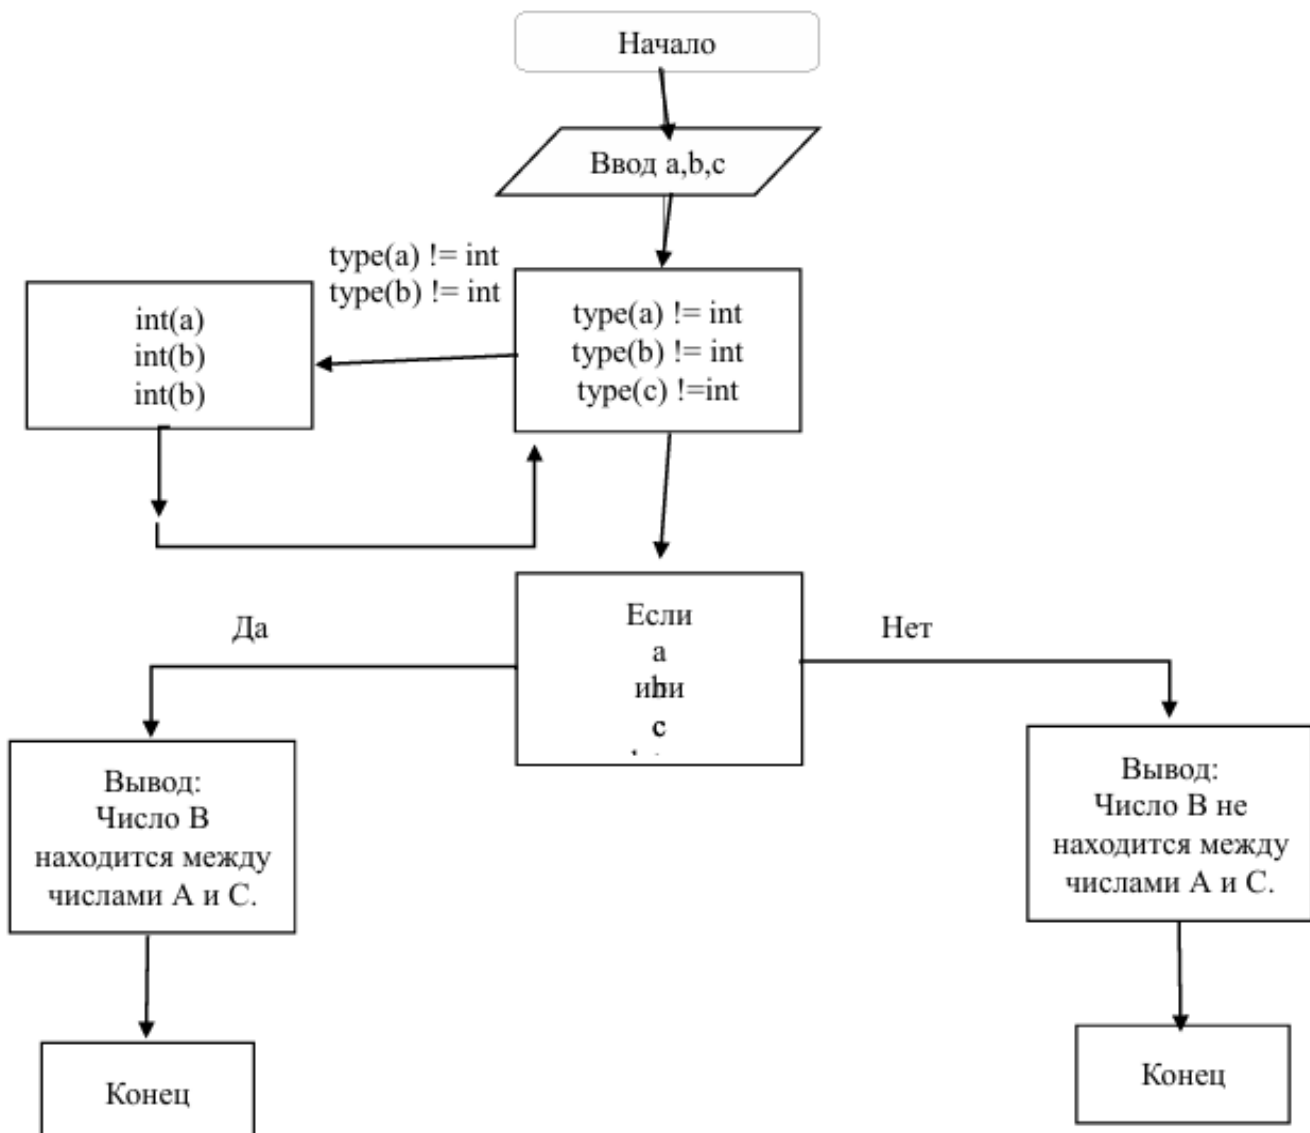 Начало
Ввод a,b,c
type(a) != int
type(b) != int
int(a)
int(b)
int(b)
type(a) != int
type(b) != int
type(c) !=int
Если
a
c
Да
Нет
Вывод:
Число B
находится между
числами A и C.
Вывод:
Число B не
находится между
числами A и C.
Конец
Конец